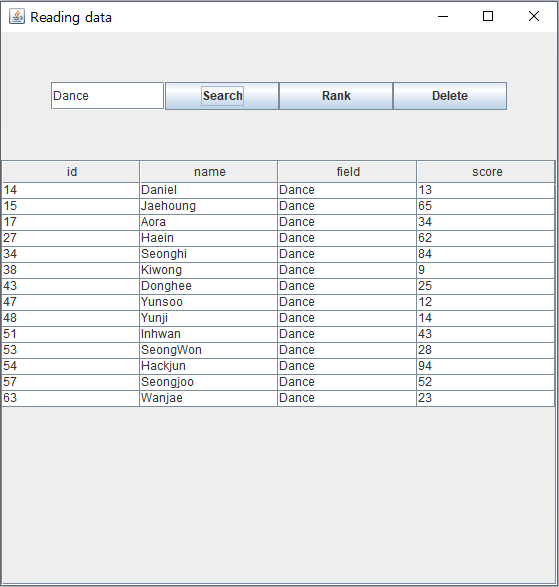 Reading data
Dance Search Rank Delete
id name field score
14 Daniel Dance 13
15 Jaehoung Dance 65
17 Aora Dance 34
27 Haein Dance 62
34 Seonghi Dance 84
38 Kiwong Dance 9
43 Donghee Dance 25
47 Yunsoo Dance 12
48 Yunji Dance 14
51 Inhwan Dance 43
53 SeongWon Dance 28
54 Hackjun Dance 94
57 Seongjoo Dance 52
63 Wanjae Dance 23